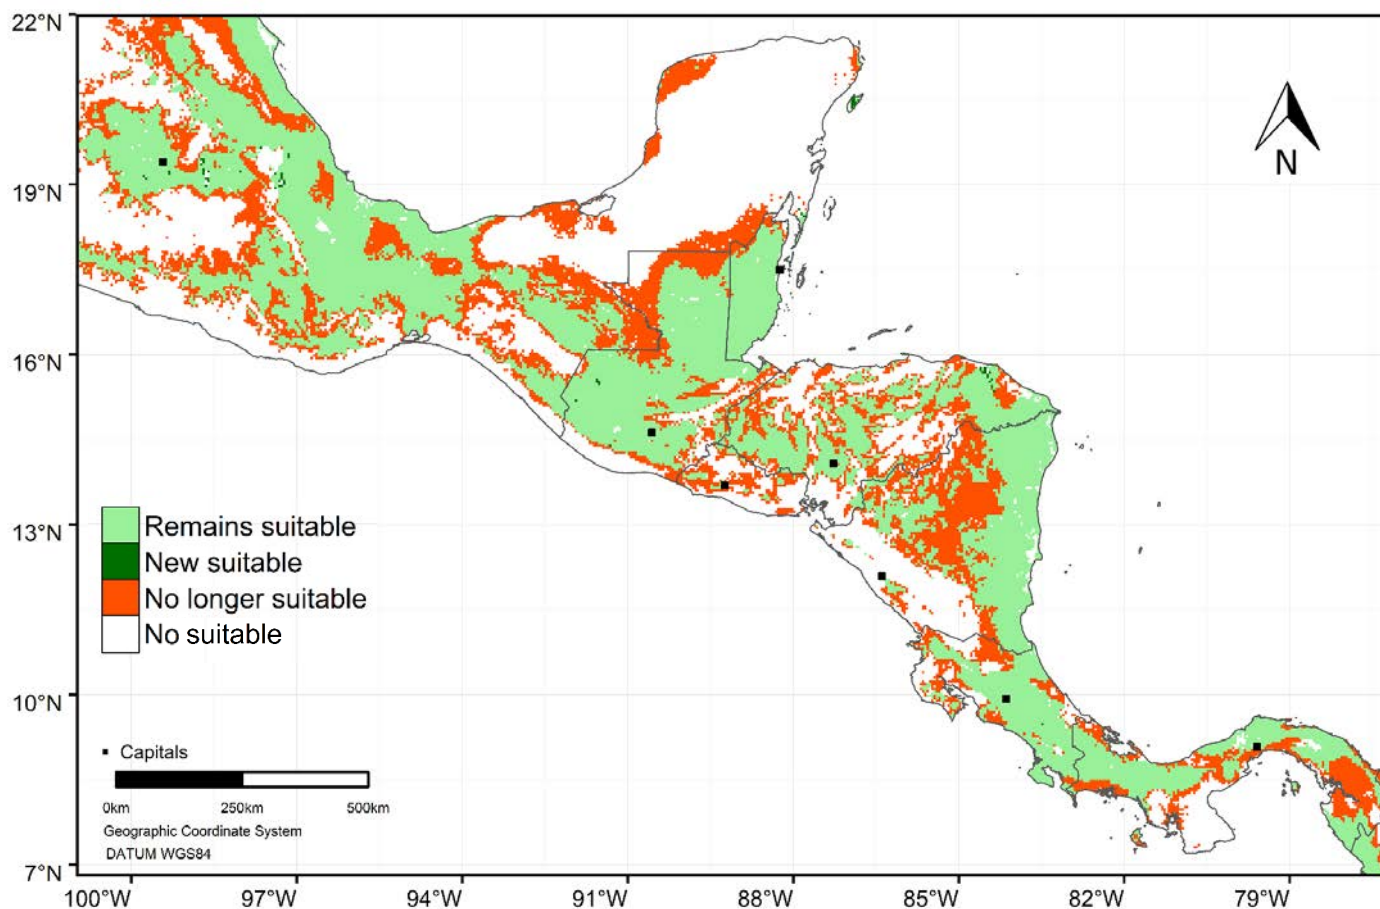 22°N
19°N
16°N
13°N
10°N
7°N
N
Remains suitable
New suitable
No longer suitable
No suitable
Capitals
0km 250km 500km
Geographic Coordinate System
DATUM WGS84
100°W 97°W 94°W 91°W 88°W 85°W 82°W 79°W